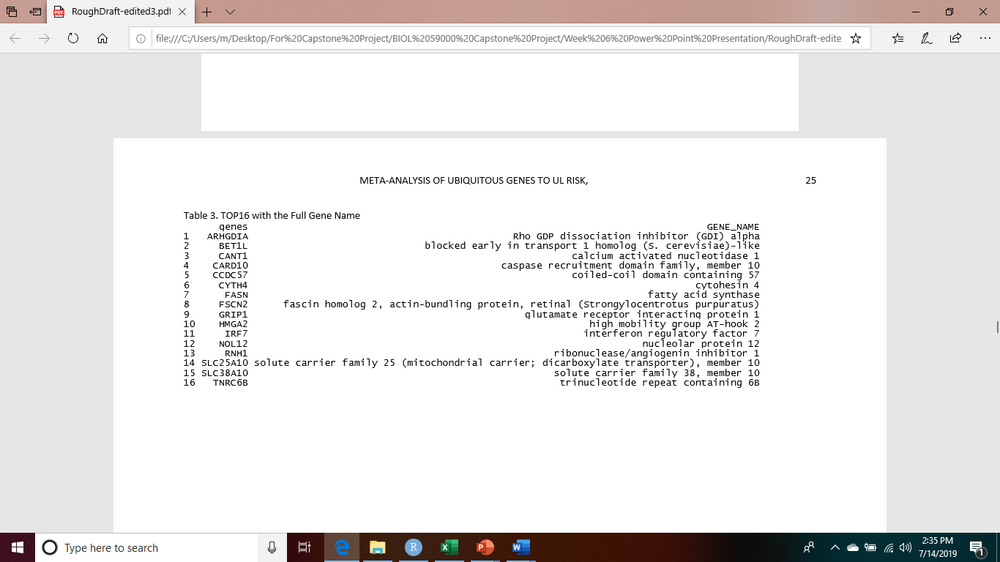 RoughDraft-edited3.pdf
file:///C:/Users/m/Desktop/For%20Capstone%20Project/BIOL%2059000%20Capstone%20Project/Week%206%20Power%20Point%20Presentation/RoughDraft-edite
META-ANALYSIS OF UBIQUITOUS GENES TO UL RISK, 25
Table 3. TOP16 with the Full Gene Name
genes GENE_NAME
1 ARHGDIA Rho GDP dissociation inhibitor (GDI) alpha
2 BET1L blocked early in transport 1 homolog (S. cerevisiae)-like
3 CANT1 calcium activated nucleotidase 1
4 CARD10 caspase recruitment domain family, member 10
5 CCDC57 coiled-coil domain containing 57
6 CYTH4 cytohesin 4
7 FASN fatty acid synthase
8 FSCN2 fascin homolog 2, actin-bundling protein, retinal (Strongylocentrotus purpuratus)
9 GRIP1 glutamate receptor interacting protein 1
10 HMGA2 high mobility group AT-hook 2
11 IRF7 interferon regulatory factor 7
12 NOL12 nucleolar protein 12
13 RNH1 ribonuclease/angiogenin inhibitor 1
14 SLC25A10 solute carrier family 25 (mitochondrial carrier; dicarboxylate transporter), member 10
15 SLC38A10 solute carrier family 38, member 10
16 TNRC6B trinucleotide repeat containing 6B
Type here to search
2:35 PM
7/14/2019